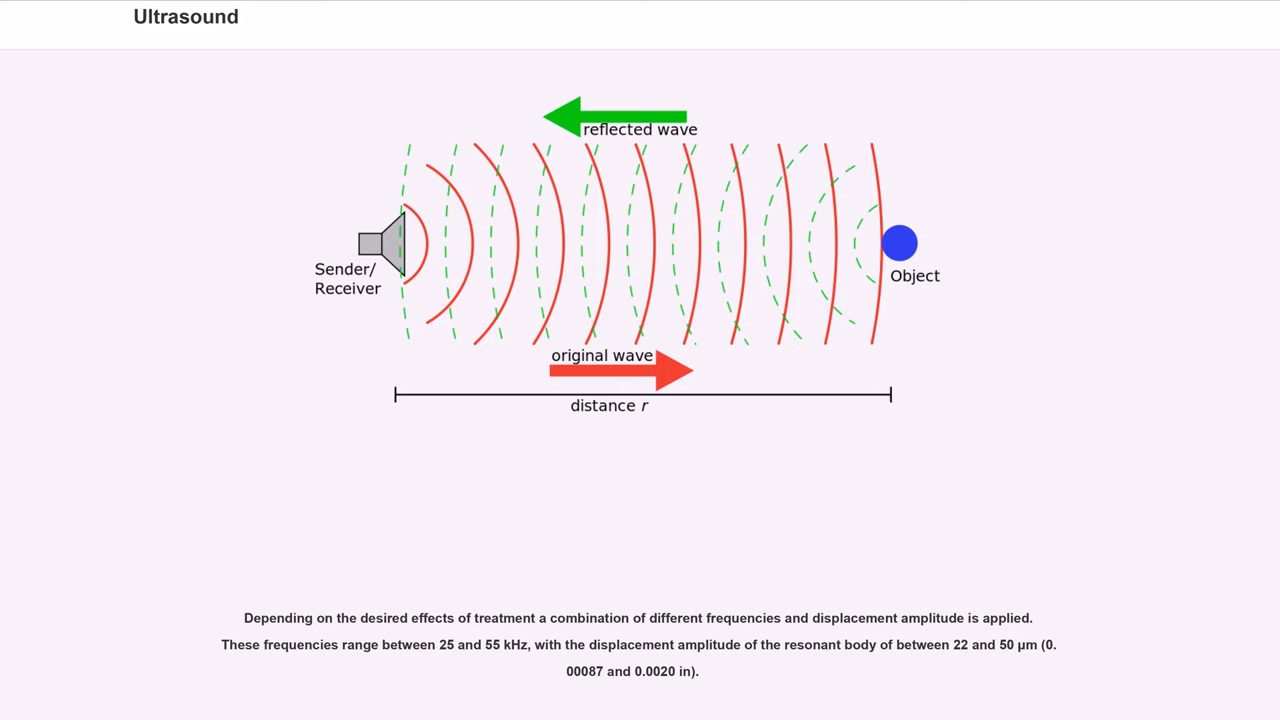 Ultrasound
reflected wave
Sender/
Receiver
Object
original wave
distance r
Depending on the desired effects of treatment a combination of different frequencies and displacement amplitude is applied.
These frequencies range between 25 and 55 kHz, with the displacement amplitude of the resonant body of between 22 and 50 µm (0.
00087 and 0.0020 in).